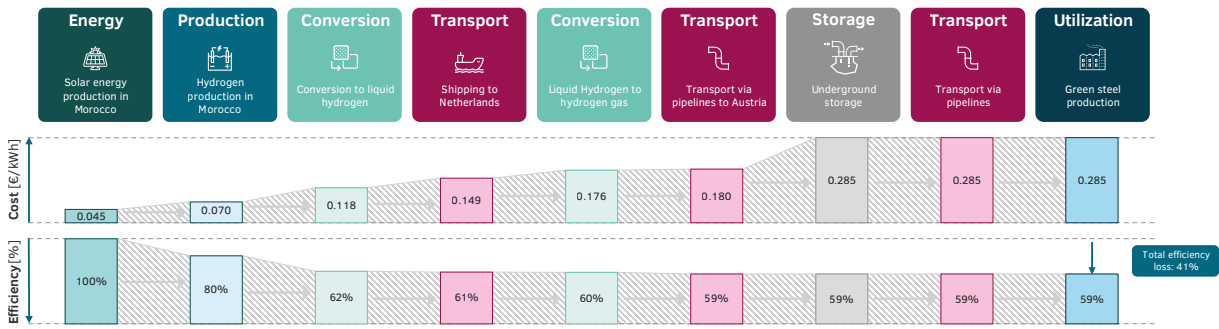 Energy
Solar energy
production in
Morocco
Production
Hydrogen
production in
Morocco
Conversion
Conversion to liquid
hydrogen
Transport
Shipping to
Netherlands
Conversion
Liquid Hydrogen to
hydrogen gas
Transport
Transport via
pipelines to Austria
Storage
Underground
storage
Transport
Transport via
pipelines
Utilization
Green steel
production
Cost [€/kWh]
0.045
0.070
0.118
0.149
0.176
0.180
0.285
0.285
0.285
Efficiency [%]
100%
80%
62%
61%
60%
59%
59%
59%
59%
Total efficiency
loss: 41%